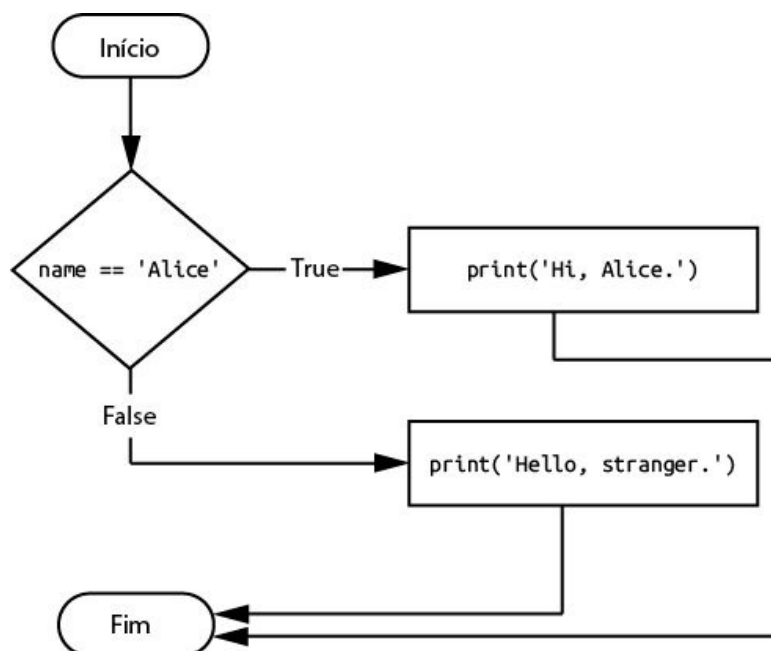 Início
name == 'Alice'
True
print('Hi, Alice.')
False
print('Hello, stranger.')
Fim